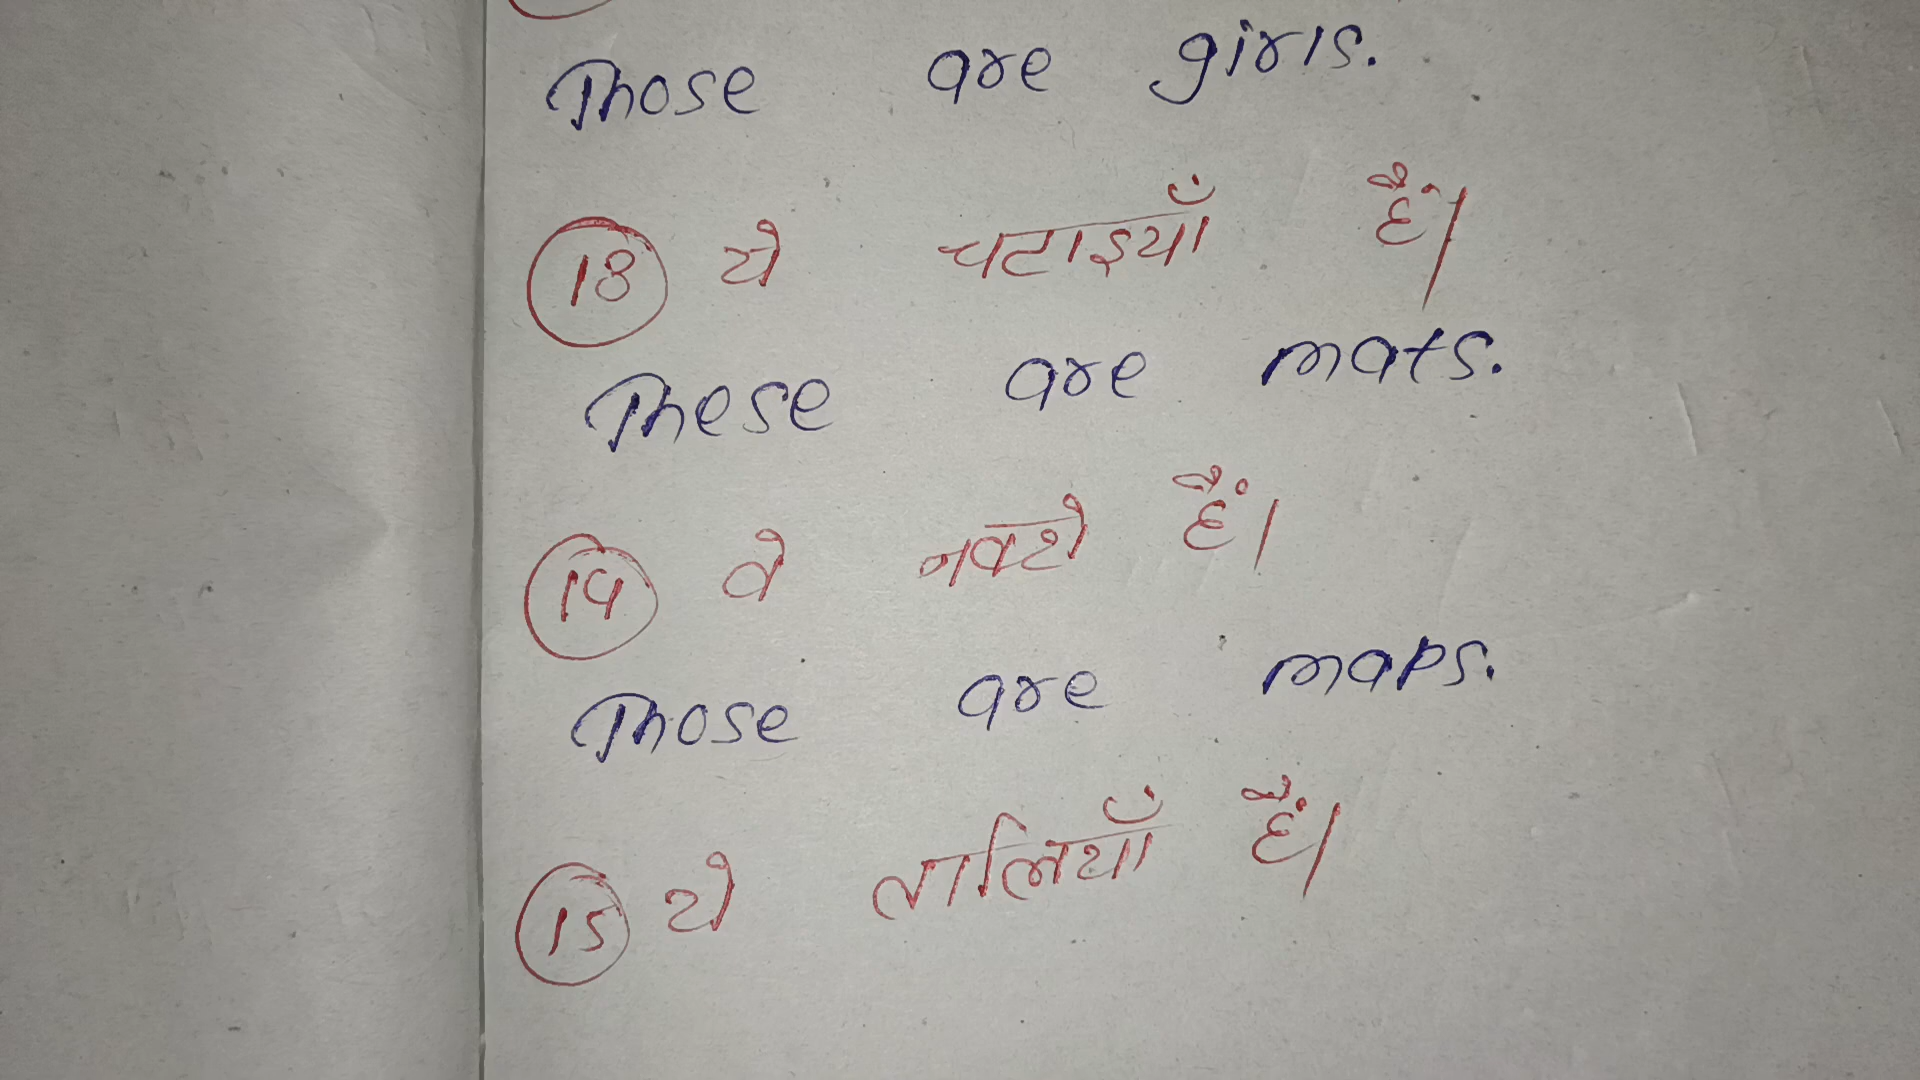 Those are girls.
13 ये चटाइयाँ हैं।
These are mats.
14 वे नक्शे हैं।
Those are maps.
15 ये तालियाँ हैं।